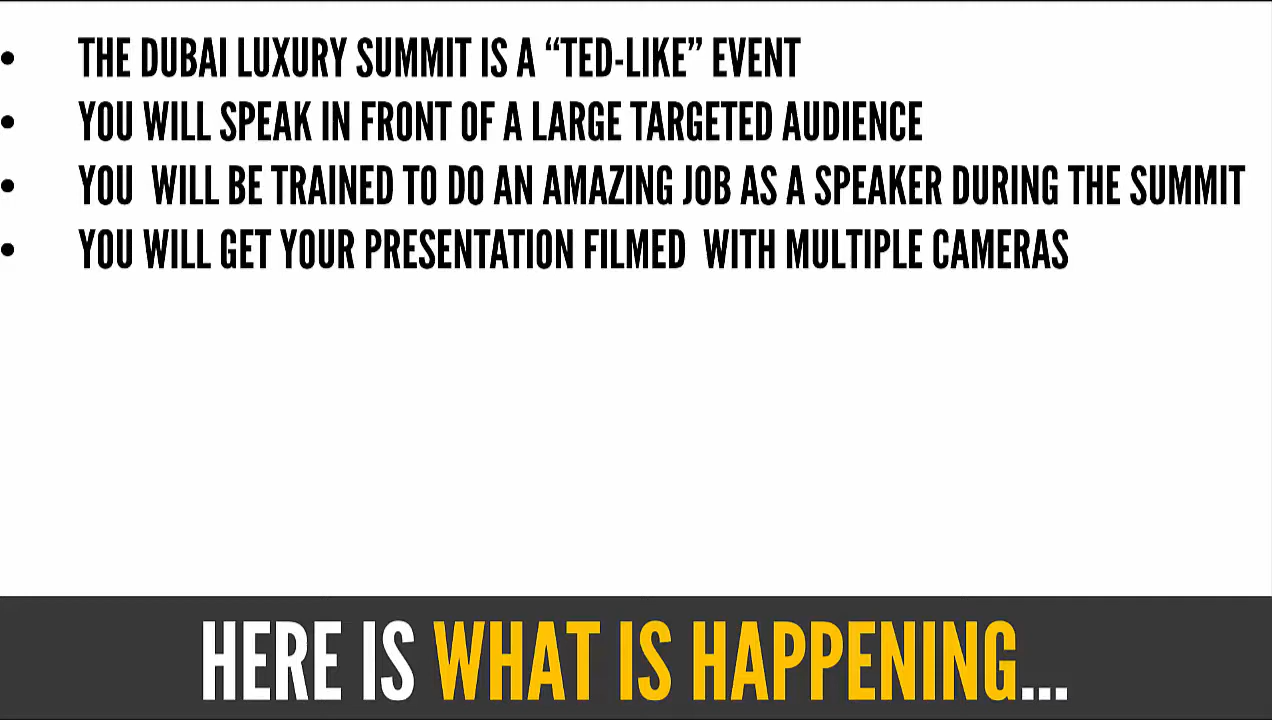 • THE DUBAI LUXURY SUMMIT IS A “TED-LIKE” EVENT
• YOU WILL SPEAK IN FRONT OF A LARGE TARGETED AUDIENCE
• YOU  WILL BE TRAINED TO DO AN AMAZING JOB AS A SPEAKER DURING THE SUMMIT
• YOU WILL GET YOUR PRESENTATION FILMED  WITH MULTIPLE CAMERAS
HERE IS WHAT IS HAPPENING...